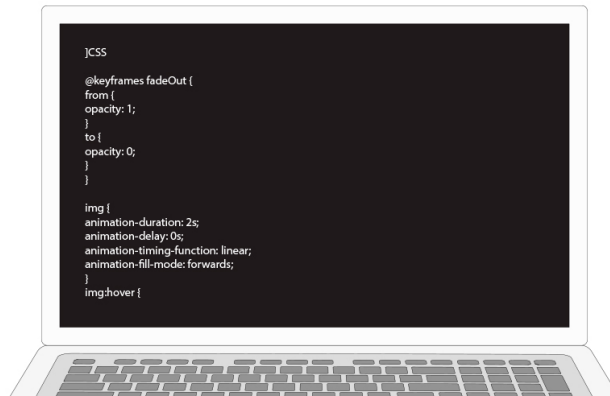 ]CSS
@keyframes fadeOut {
from {
opacity: 1;
}
to {
opacity: 0;
}
}
img {
animation-duration: 2s;
animation-delay: 0s;
animation-timing-function: linear;
animation-fill-mode: forwards;
}
img:hover {